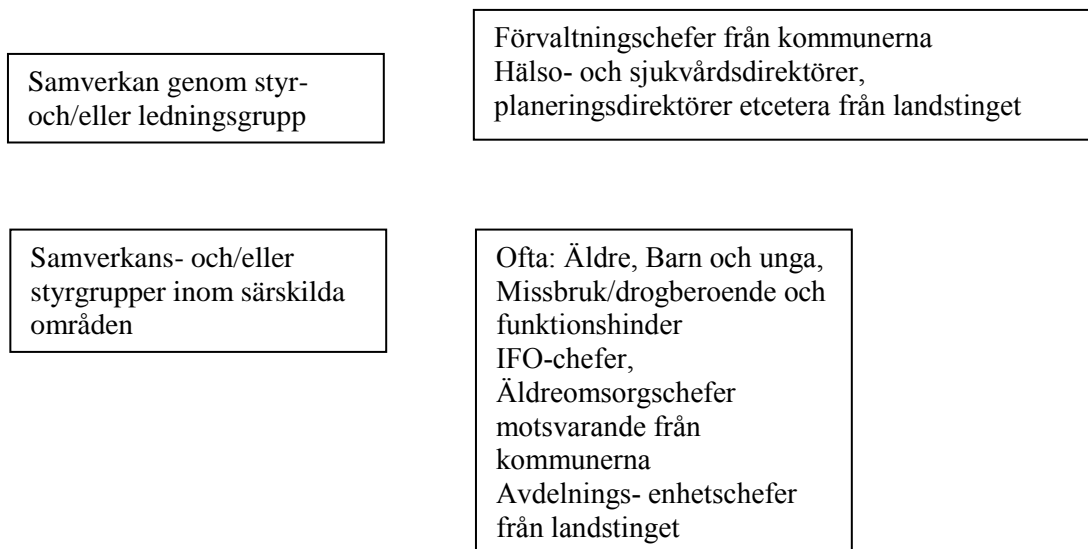 Samverkan genom styr-
och/eller ledningsgrupp
Förvaltningschefer från kommunerna
Hälso- och sjukvårdsdirektörer,
planeringsdirektörer etcetera från landstinget
Samverkans- och/eller
styrgrupper inom särskilda
områden
Ofta: Äldre, Barn och unga,
Missbruk/drogberoende och
funktionshinder
IFO-chefer,
Äldreomsorgschefer
motsvarande från
kommunerna
Avdelnings- enhetschefer
från landstinget